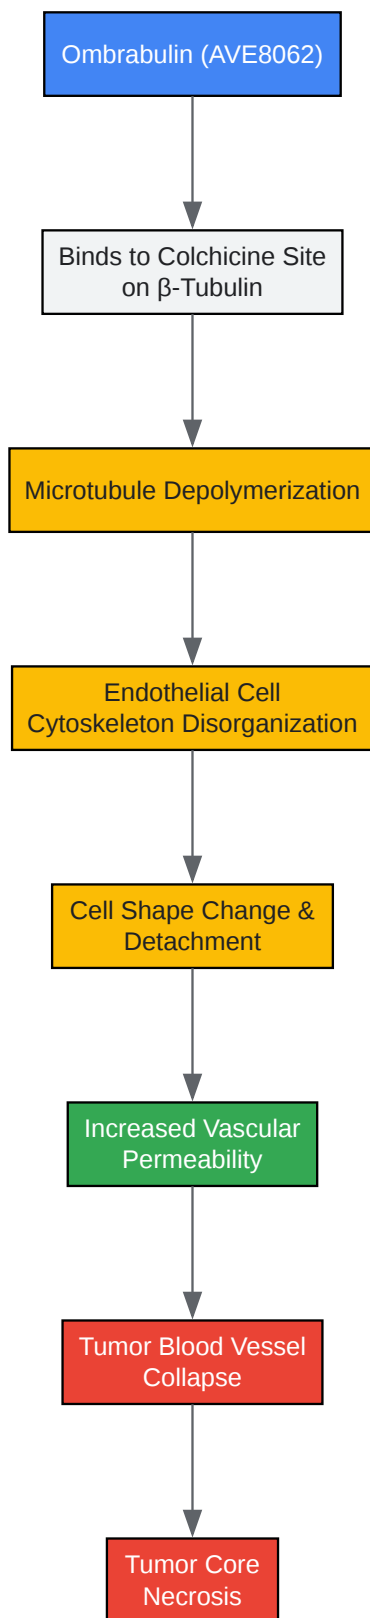 Ombrabulin (AVE8062)
Binds to Colchicine Site
on β-Tubulin
Microtubule Depolymerization
Endothelial Cell
Cytoskeleton Disorganization
Cell Shape Change &
Detachment
Increased Vascular
Permeability
Tumor Blood Vessel
Collapse
Tumor Core
Necrosis